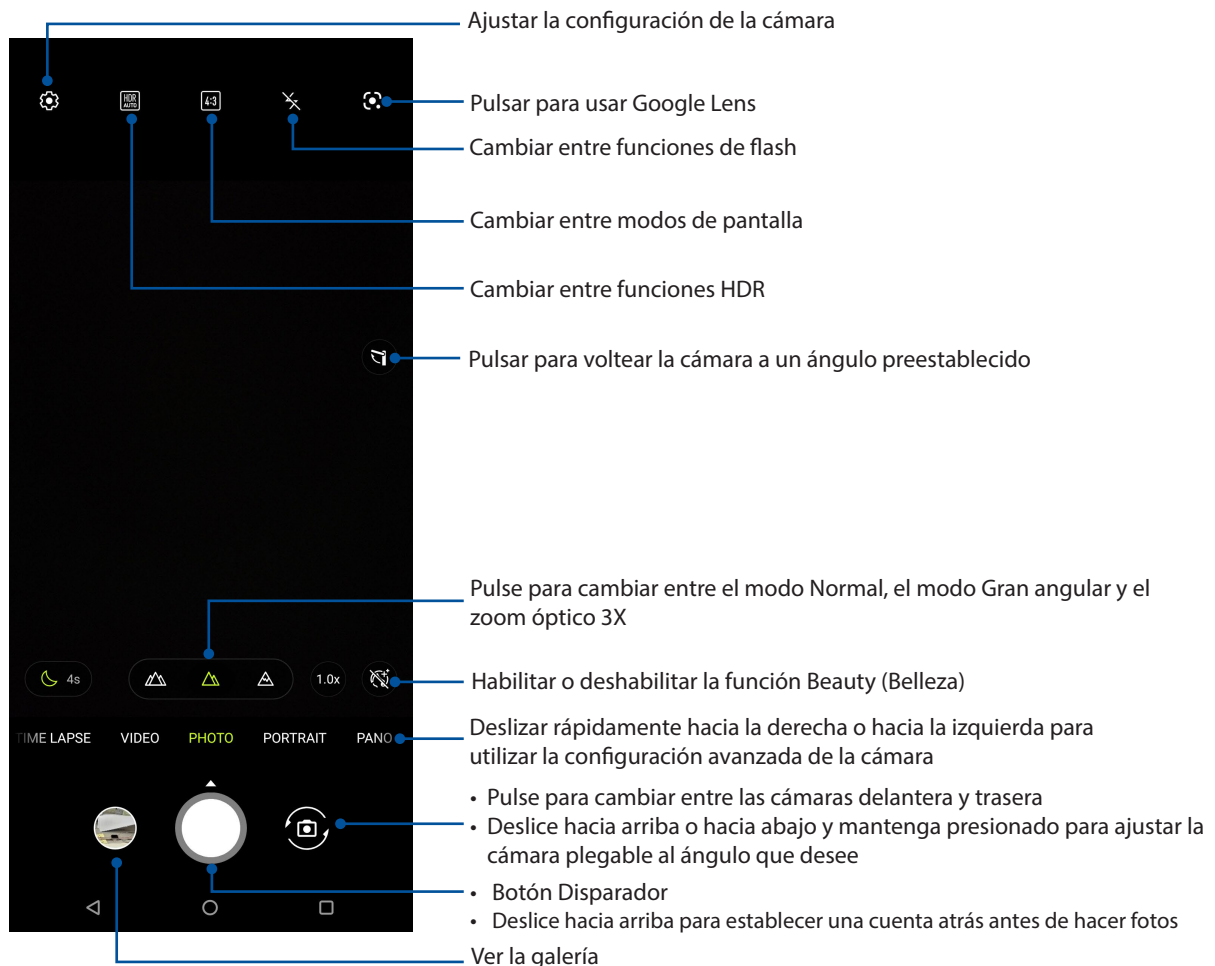 Ajustar la configuración de la cámara
HDR
AUTO
4:3
Pulsar para usar Google Lens
Cambiar entre funciones de flash
Cambiar entre modos de pantalla
Cambiar entre funciones HDR
Pulsar para voltear la cámara a un ángulo preestablecido
Pulse para cambiar entre el modo Normal, el modo Gran angular y el
zoom óptico 3X
4s
1.0x
Habilitar o deshabilitar la función Beauty (Belleza)
TIME LAPSE VIDEO PHOTO PORTRAIT PANO
Deslizar rápidamente hacia la derecha o hacia la izquierda para
utilizar la configuración avanzada de la cámara
• Pulse para cambiar entre las cámaras delantera y trasera
• Deslice hacia arriba o hacia abajo y mantenga presionado para ajustar la
cámara plegable al ángulo que desee
• Botón Disparador
• Deslice hacia arriba para establecer una cuenta atrás antes de hacer fotos
Ver la galería